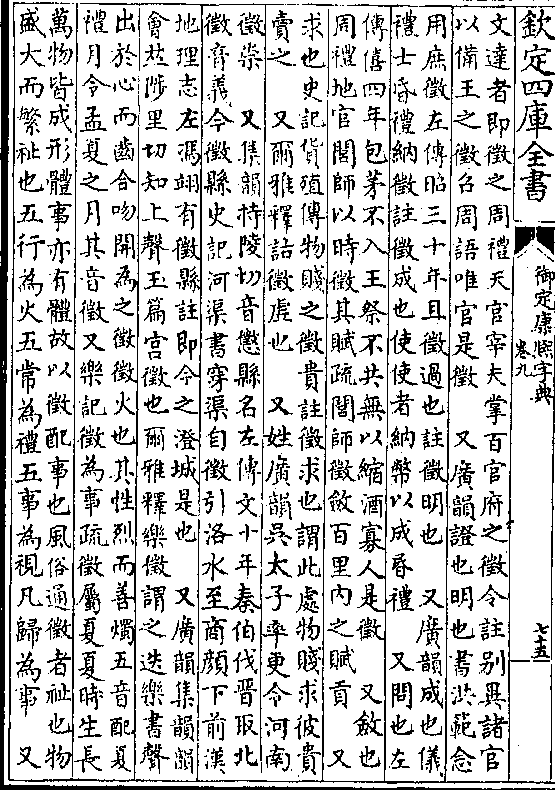 欽定四庫全書
御定康熙字典
卷九
七十五
文達者即徵之周禮天官宰夫掌百官府之徵令註别異諸官
以備王之徵召周語唯官是徵　又廣韻證也明也書洪範念
用庶徵左傳昭三十年且徵過也註徵明也　又廣韻成也儀
禮士昏禮納徵註徵成也使使者納幣以成昏禮　又問也左
傳僖四年包茅不入王祭不共無以縮酒寡人是徵　又斂也
周禮地官閭師以時徵其賦疏閭師徵斂百里内之賦貢　又
求也史記貨殖傳物賤之徵貴註徵求也謂此處物賤求彼貴
賣之　又爾雅釋詁徵虚也　又姓廣韻吳太子率更令河南
徵崇　又集韻持陵切音懲縣名左傳文十年秦伯伐晉取北
徵音義今徵縣史記河渠書穿渠自徵引洛水至商顔下前漢
地理志左馮翊有徵縣註即今之澄城是也　又廣韻集韻韻
會𠀤陟里切知上聲玉篇宫徵也爾雅釋樂徵謂之迭樂書聲
出於心而齒合吻開為之徵徵火也其性烈而善燭五音配夏
禮月令孟夏之月其音徵又樂記徵為事疏徵屬夏夏時生長
萬物皆成形體事亦有體故以徵配事也風俗通徵者祉也物
盛大而繁祉也五行為火五常為禮五事為視凡歸為事　又